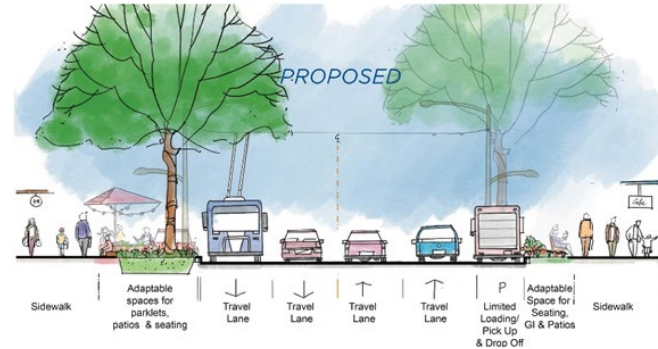 PROPOSED
Cafe
Sidewalk
Adaptable
spaces for
parklets,
patios & seating
Travel
Lane
Travel
Lane
Travel
Lane
Travel
Lane
P
Limited
Loading/
Pick Up
& Drop Off
Adaptable
Space for
Seating,
GI & Patios
Sidewalk